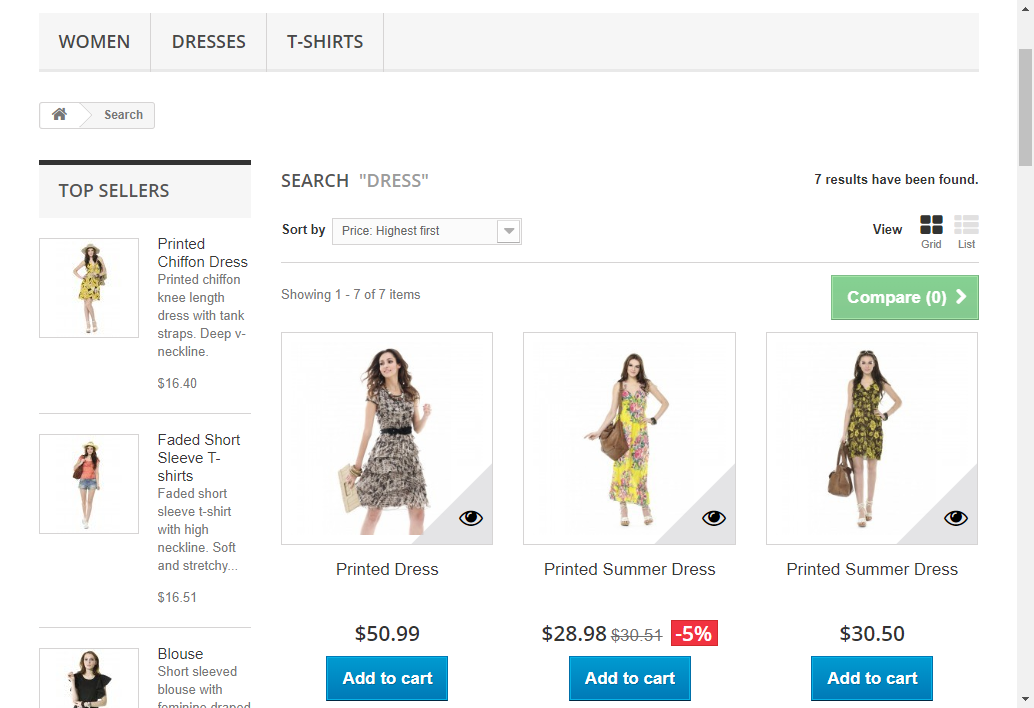 WOMEN
DRESSES
T-SHIRTS
Search
TOP SELLERS
Printed
Chiffon Dress
Printed chiffon
knee length
dress with tank
straps. Deep v-
neckline.
$16.40
Faded Short
Sleeve T-
shirts
Faded short
sleeve t-shirt
with high
neckline. Soft
and stretchy...
$16.51
Blouse
Short sleeved
blouse with
feminine draped
SEARCH "DRESS"
7 results have been found.
Sort by
Price: Highest first
View
Grid
List
Showing 1 - 7 of 7 items
Compare (0)
Printed Dress
$50.99
Add to cart
Printed Summer Dress
$28.98 $30.51 -5%
Add to cart
Printed Summer Dress
$30.50
Add to cart